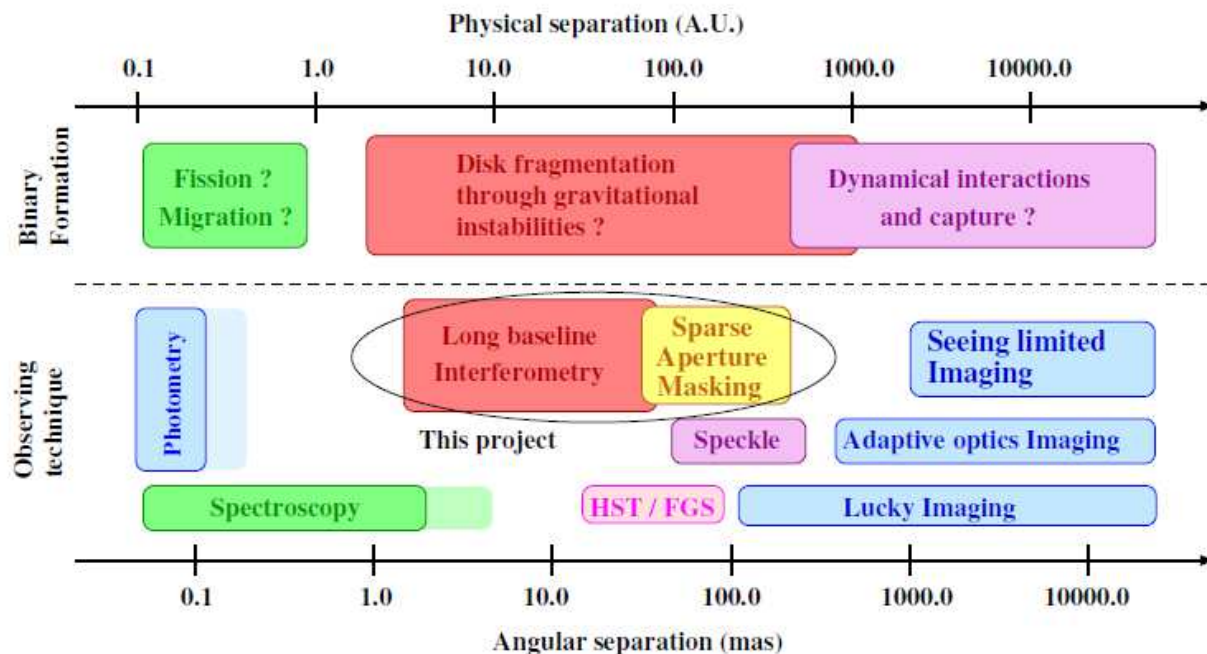 Physical separation (A.U.)
0.1 1.0 10.0 100.0 1000.0 10000.0
Binary
Formation
Fission ?
Migration ?
Disk fragmentation
through gravitational
instabilities ?
Dynamical interactions
and capture ?
Observing
technique
Photometry
Long baseline
Interferometry
Sparse
Aperture
Masking
Seeing limited
Imaging
This project
Speckle
Adaptive optics Imaging
Spectroscopy
HST / FGS
Lucky Imaging
0.1 1.0 10.0 100.0 1000.0 10000.0
Angular separation (mas)